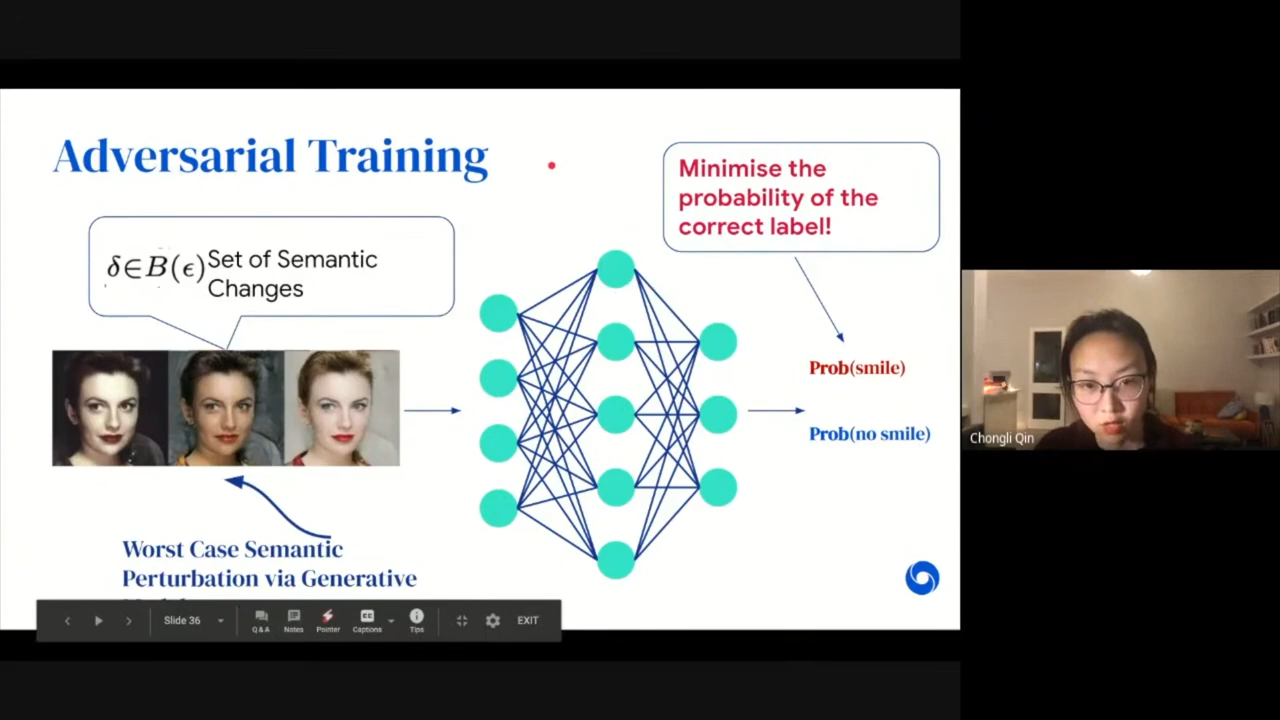 Adversarial Training
Minimise the
probability of the
correct label!
δ∈B(ϵ) Set of Semantic
Changes
Prob(smile)
Prob(no smile)
Worst Case Semantic
Perturbation via Generative
Slide 36
Q & A
Notes
Pointer
Captions
Tips
EXIT
Chongli Qin